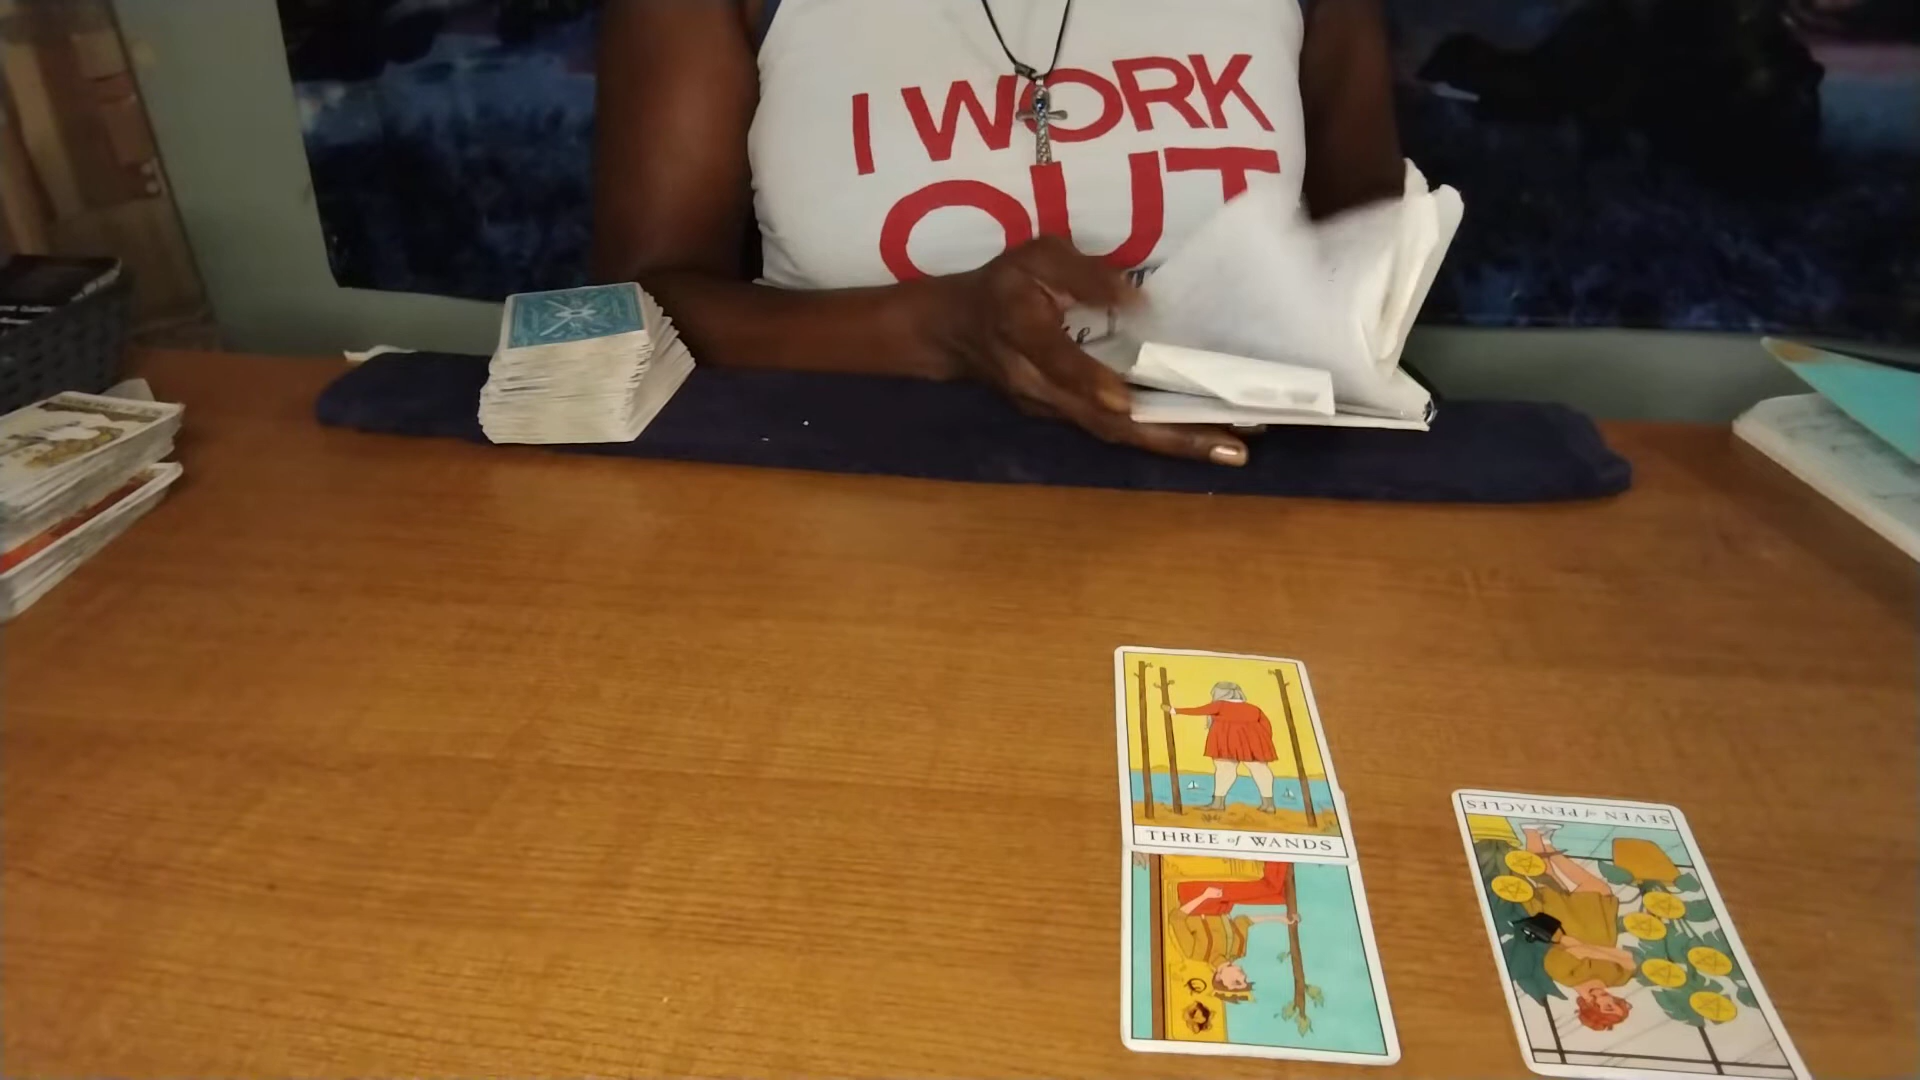 I WORK
OUT
THREE of WANDS
SEVEN of PENTACLES